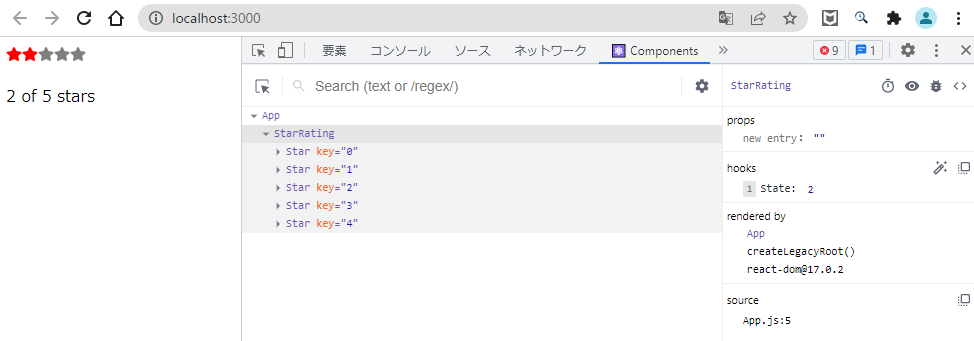 localhost:3000
2 of 5 stars
要素 コンソール ソース ネットワーク Components » 9 1
Search (text or /regex/)
App
StarRating
Star key="0"
Star key="1"
Star key="2"
Star key="3"
Star key="4"
StarRating
props
new entry: ""
hooks
1 State: 2
rendered by
App
createLegacyRoot()
react-dom@17.0.2
source
App.js:5